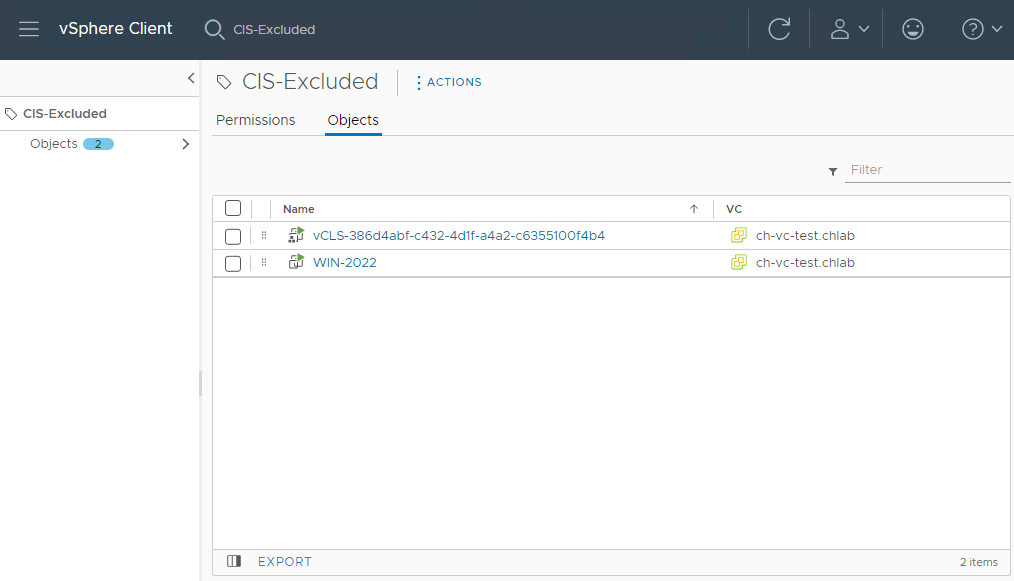 vSphere Client
CIS-Excluded
CIS-Excluded
Objects 2
CIS-Excluded
ACTIONS
Permissions Objects
Filter
Name VC
vCLS-386d4abf-c432-4d1f-a4a2-c6355100f4b4 ch-vc-test.chlab
WIN-2022 ch-vc-test.chlab
EXPORT 2 items